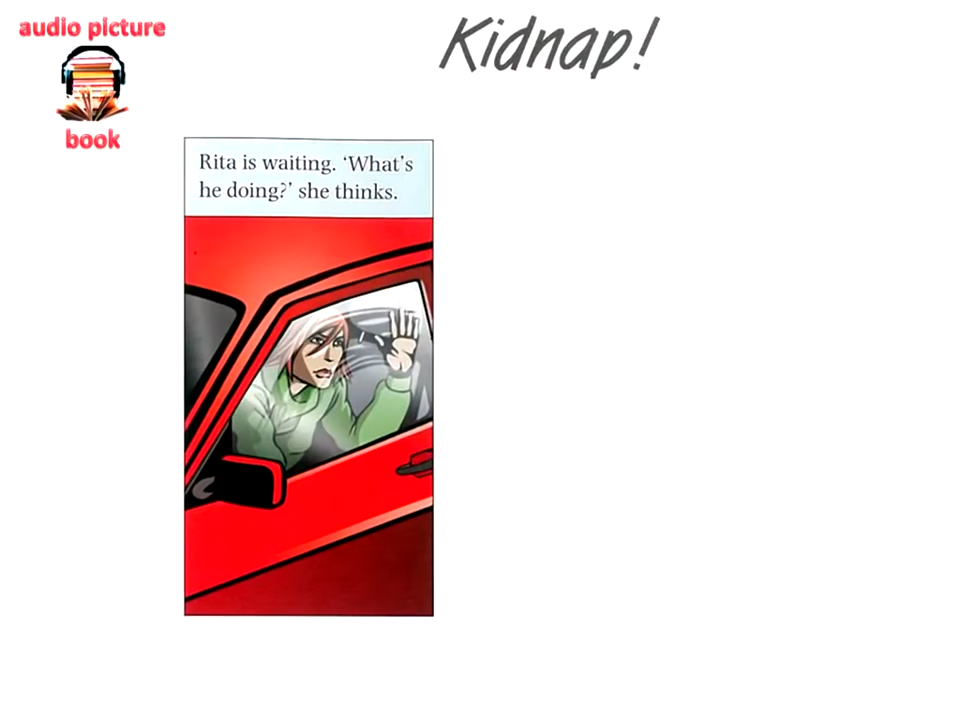 audio picture
book
Kidnap!
Rita is waiting. ‘What’s
he doing?’ she thinks.